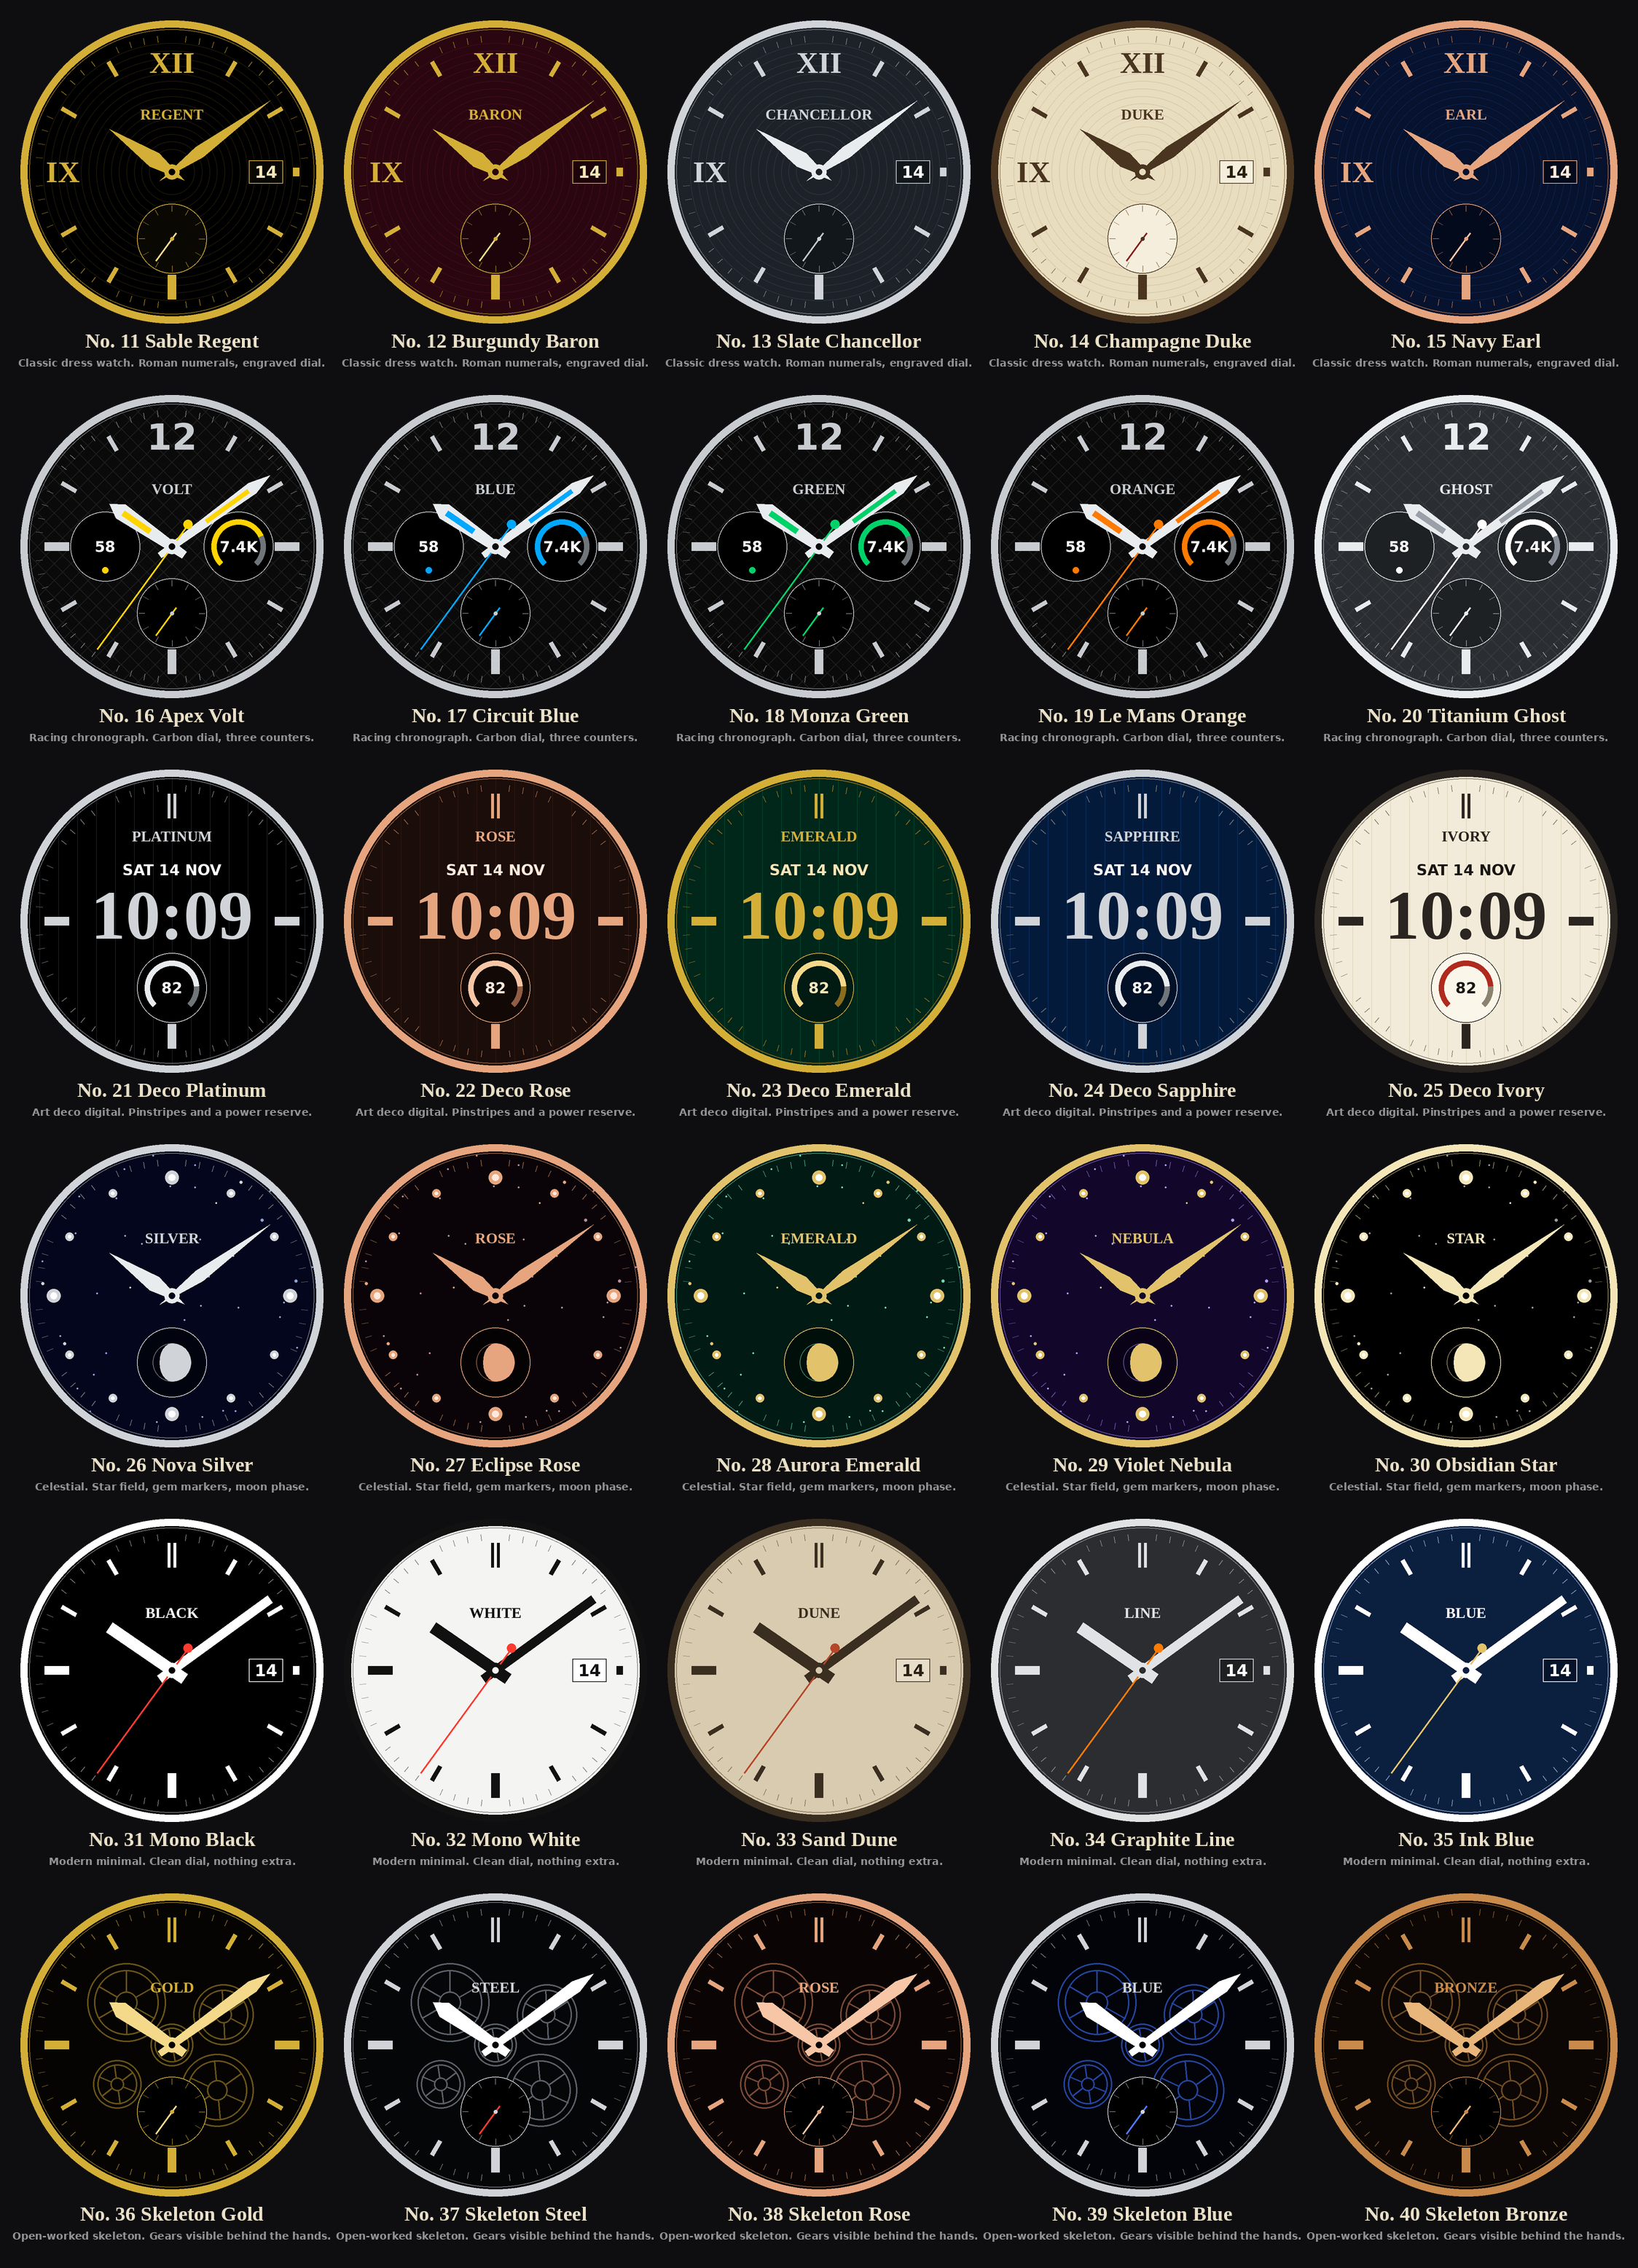 XII XII XII XII XII
REGENT BARON CHANCELLOR DUKE EARL
IX 14 IX 14 IX 14 IX 14 IX 14
No. 11 Sable Regent No. 12 Burgundy Baron No. 13 Slate Chancellor No. 14 Champagne Duke No. 15 Navy Earl
Classic dress watch. Roman numerals, engraved dial. Classic dress watch. Roman numerals, engraved dial. Classic dress watch. Roman numerals, engraved dial. Classic dress watch. Roman numerals, engraved dial. Classic dress watch. Roman numerals, engraved dial.
12 12 12 12 12
VOLT BLUE GREEN ORANGE GHOST
58 7.4K 58 7.4K 58 7.4K 58 7.4K 58 7.4K
No. 16 Apex Volt No. 17 Circuit Blue No. 18 Monza Green No. 19 Le Mans Orange No. 20 Titanium Ghost
Racing chronograph. Carbon dial, three counters. Racing chronograph. Carbon dial, three counters. Racing chronograph. Carbon dial, three counters. Racing chronograph. Carbon dial, three counters. Racing chronograph. Carbon dial, three counters.
PLATINUM ROSE EMERALD SAPPHIRE IVORY
SAT 14 NOV SAT 14 NOV SAT 14 NOV SAT 14 NOV SAT 14 NOV
10:09 10:09 10:09 10:09 10:09
82 82 82 82 82
No. 21 Deco Platinum No. 22 Deco Rose No. 23 Deco Emerald No. 24 Deco Sapphire No. 25 Deco Ivory
Art deco digital. Pinstripes and a power reserve. Art deco digital. Pinstripes and a power reserve. Art deco digital. Pinstripes and a power reserve. Art deco digital. Pinstripes and a power reserve. Art deco digital. Pinstripes and a power reserve.
SILVER ROSE EMERALD NEBULA STAR
No. 26 Nova Silver No. 27 Eclipse Rose No. 28 Aurora Emerald No. 29 Violet Nebula No. 30 Obsidian Star
Celestial. Star field, gem markers, moon phase. Celestial. Star field, gem markers, moon phase. Celestial. Star field, gem markers, moon phase. Celestial. Star field, gem markers, moon phase. Celestial. Star field, gem markers, moon phase.
BLACK WHITE DUNE LINE BLUE
14 14 14 14 14
No. 31 Mono Black No. 32 Mono White No. 33 Sand Dune No. 34 Graphite Line No. 35 Ink Blue
Modern minimal. Clean dial, nothing extra. Modern minimal. Clean dial, nothing extra. Modern minimal. Clean dial, nothing extra. Modern minimal. Clean dial, nothing extra. Modern minimal. Clean dial, nothing extra.
GOLD STEEL ROSE BLUE BRONZE
No. 36 Skeleton Gold No. 37 Skeleton Steel No. 38 Skeleton Rose No. 39 Skeleton Blue No. 40 Skeleton Bronze
Open-worked skeleton. Gears visible behind the hands. Open-worked skeleton. Gears visible behind the hands. Open-worked skeleton. Gears visible behind the hands. Open-worked skeleton. Gears visible behind the hands. Open-worked skeleton. Gears visible behind the hands.